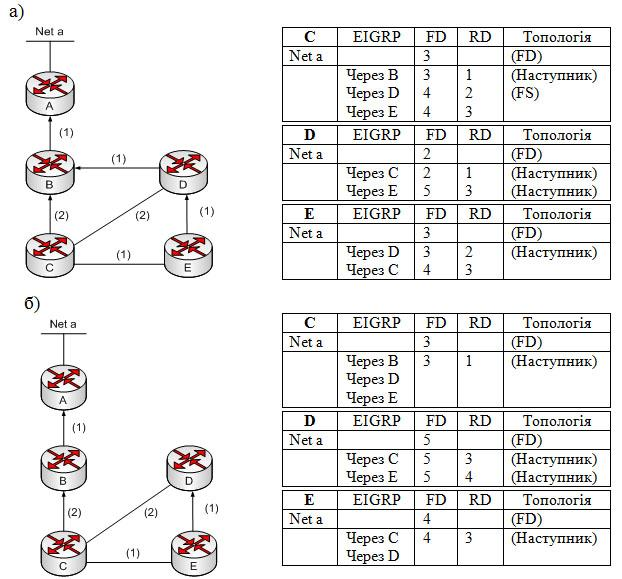 а)
Net a
A
(1)
(1)
B
D
(2)
(2)
(1)
(1)
C
E
C EIGRP FD RD Топологія
Net a 3 (FD)
Через B 3 1 (Наступник)
Через D 4 2 (FS)
Через E 4 3
D EIGRP FD RD Топологія
Net a 2 (FD)
Через C 2 1 (Наступник)
Через E 5 3 (Наступник)
E EIGRP FD RD Топологія
Net a 3 (FD)
Через D 3 2 (Наступник)
Через C 4 3
б)
Net a
A
(1)
B
D
(2)
(2)
(1)
(1)
C
E
C EIGRP FD RD Топологія
Net a 3 (FD)
Через B 3 1 (Наступник)
Через D
Через E
D EIGRP FD RD Топологія
Net a 5 (FD)
Через C 5 3 (Наступник)
Через E 5 4 (Наступник)
E EIGRP FD RD Топологія
Net a 4 (FD)
Через C 4 3 (Наступник)
Через D